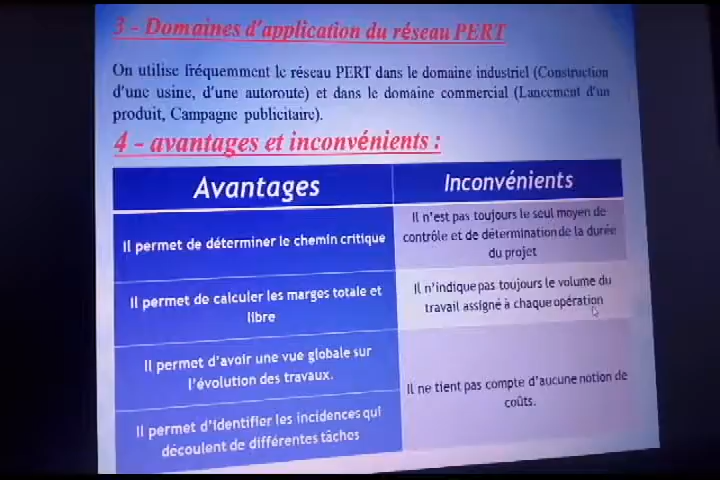 3 - Domaines d'application du réseau PERT
On utilise fréquemment le réseau PERT dans le domaine industriel (Construction
d'une usine, d'une autoroute) et dans le domaine commercial (Lancement d'un
produit, Campagne publicitaire).
4 - avantages et inconvénients :
Avantages
Inconvénients
Il permet de déterminer le chemin critique
Il n'est pas toujours le seul moyen de
contrôle et de détermination de la durée
du projet
Il permet de calculer les marges totale et
libre
Il n'indique pas toujours le volume du
travail assigné à chaque opération
Il permet d'avoir une vue globale sur
l'évolution des travaux.
Il ne tient pas compte d'aucune notion de
coûts.
Il permet d'identifier les incidences qui
découlent de différentes tâches